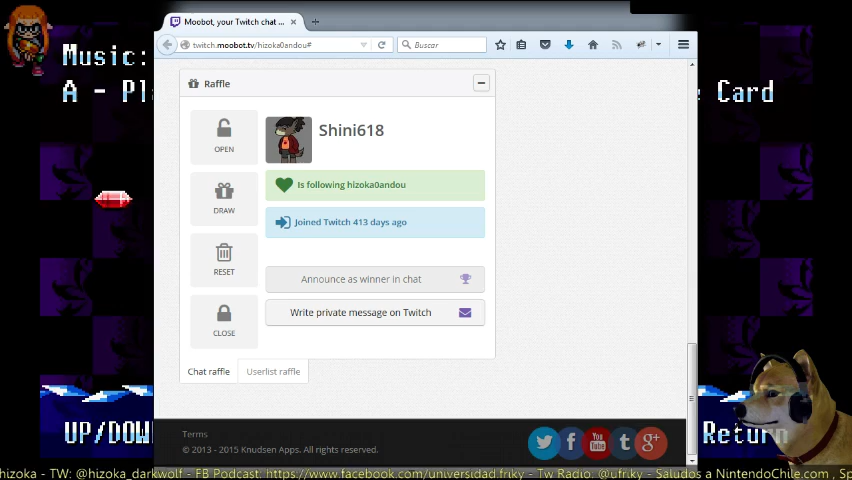 Moobot, your Twitch chat ...
twitch.moobot.tv/hizoka0andou#
Buscar
Music:
A - Pl
e Card
Raffle
OPEN
Shini618
Is following hizoka0andou
DRAW
Joined Twitch 413 days ago
RESET
Announce as winner in chat
Write private message on Twitch
CLOSE
Chat raffle
Userlist raffle
UP/DOW
Return
Terms
© 2013 - 2015 Knudsen Apps. All rights reserved.
You Tube
hizoka - TW: @hizoka_darkwolf - FB Podcast: https://www.facebook.com/universidad.friky - Tw Radio: @ufriky - Saludos a NintendoChile.com , Sp